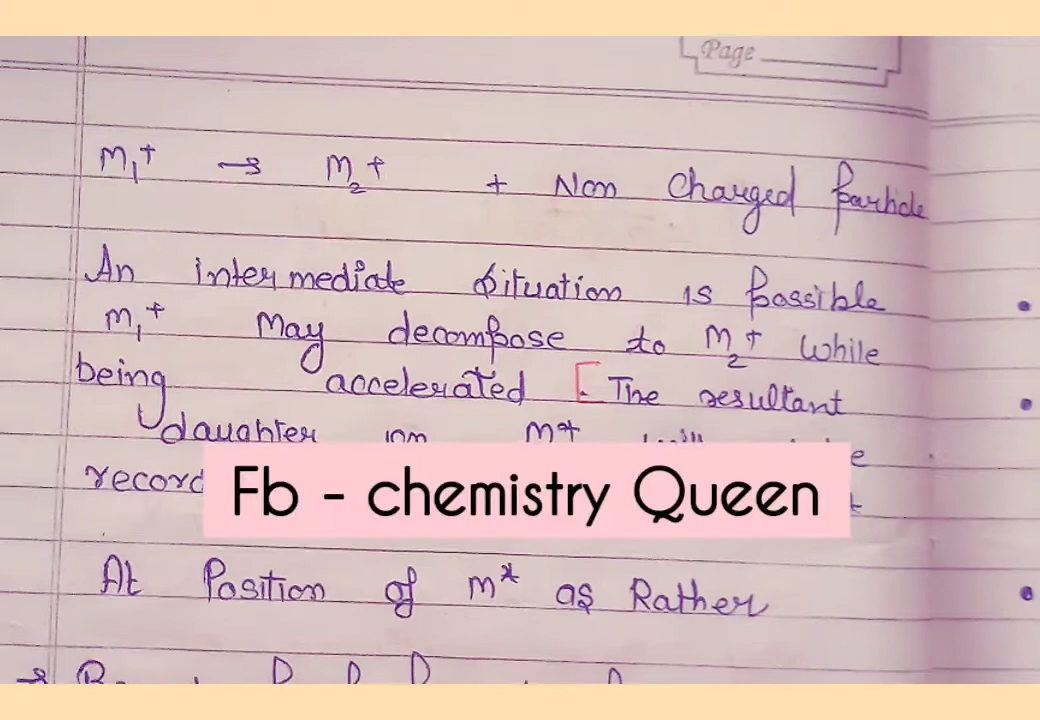 Page
m₁+ → m₂+ + Non Charged particle
An intermediate situation is possible
m₁+ May decompose to m₂+ while
being accelerated [The resultant
daughter ion
record
Fb - chemistry Queen
At Position of m* as Rather